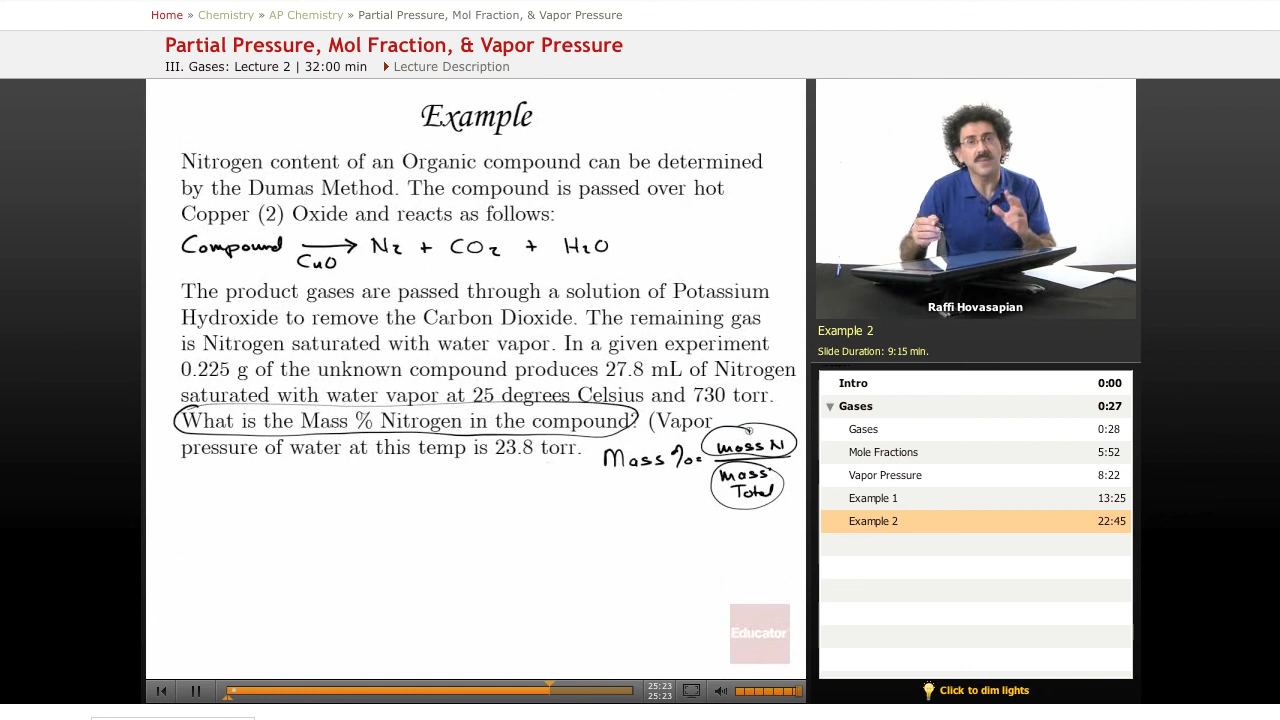 Home » Chemistry » AP Chemistry » Partial Pressure, Mol Fraction, & Vapor Pressure
Partial Pressure, Mol Fraction, & Vapor Pressure
III. Gases: Lecture 2 | 32:00 min Lecture Description
Example
Nitrogen content of an Organic compound can be determined
by the Dumas Method. The compound is passed over hot
Copper (2) Oxide and reacts as follows:
Compound → N2 + CO2 + H2O
CuO
The product gases are passed through a solution of Potassium
Hydroxide to remove the Carbon Dioxide. The remaining gas
is Nitrogen saturated with water vapor. In a given experiment
0.225 g of the unknown compound produces 27.8 mL of Nitrogen
saturated with water vapor at 25 degrees Celsius and 730 torr.
What is the Mass % Nitrogen in the compound? (Vapor
pressure of water at this temp is 23.8 torr.
Mass % = mass N
mass
Total
Educator
25:23
25:23
Raffi Hovasapian
Example 2
Slide Duration: 9:15 min.
Intro 0:00
Gases 0:27
Gases 0:28
Mole Fractions 5:52
Vapor Pressure 8:22
Example 1 13:25
Example 2 22:45
Click to dim lights